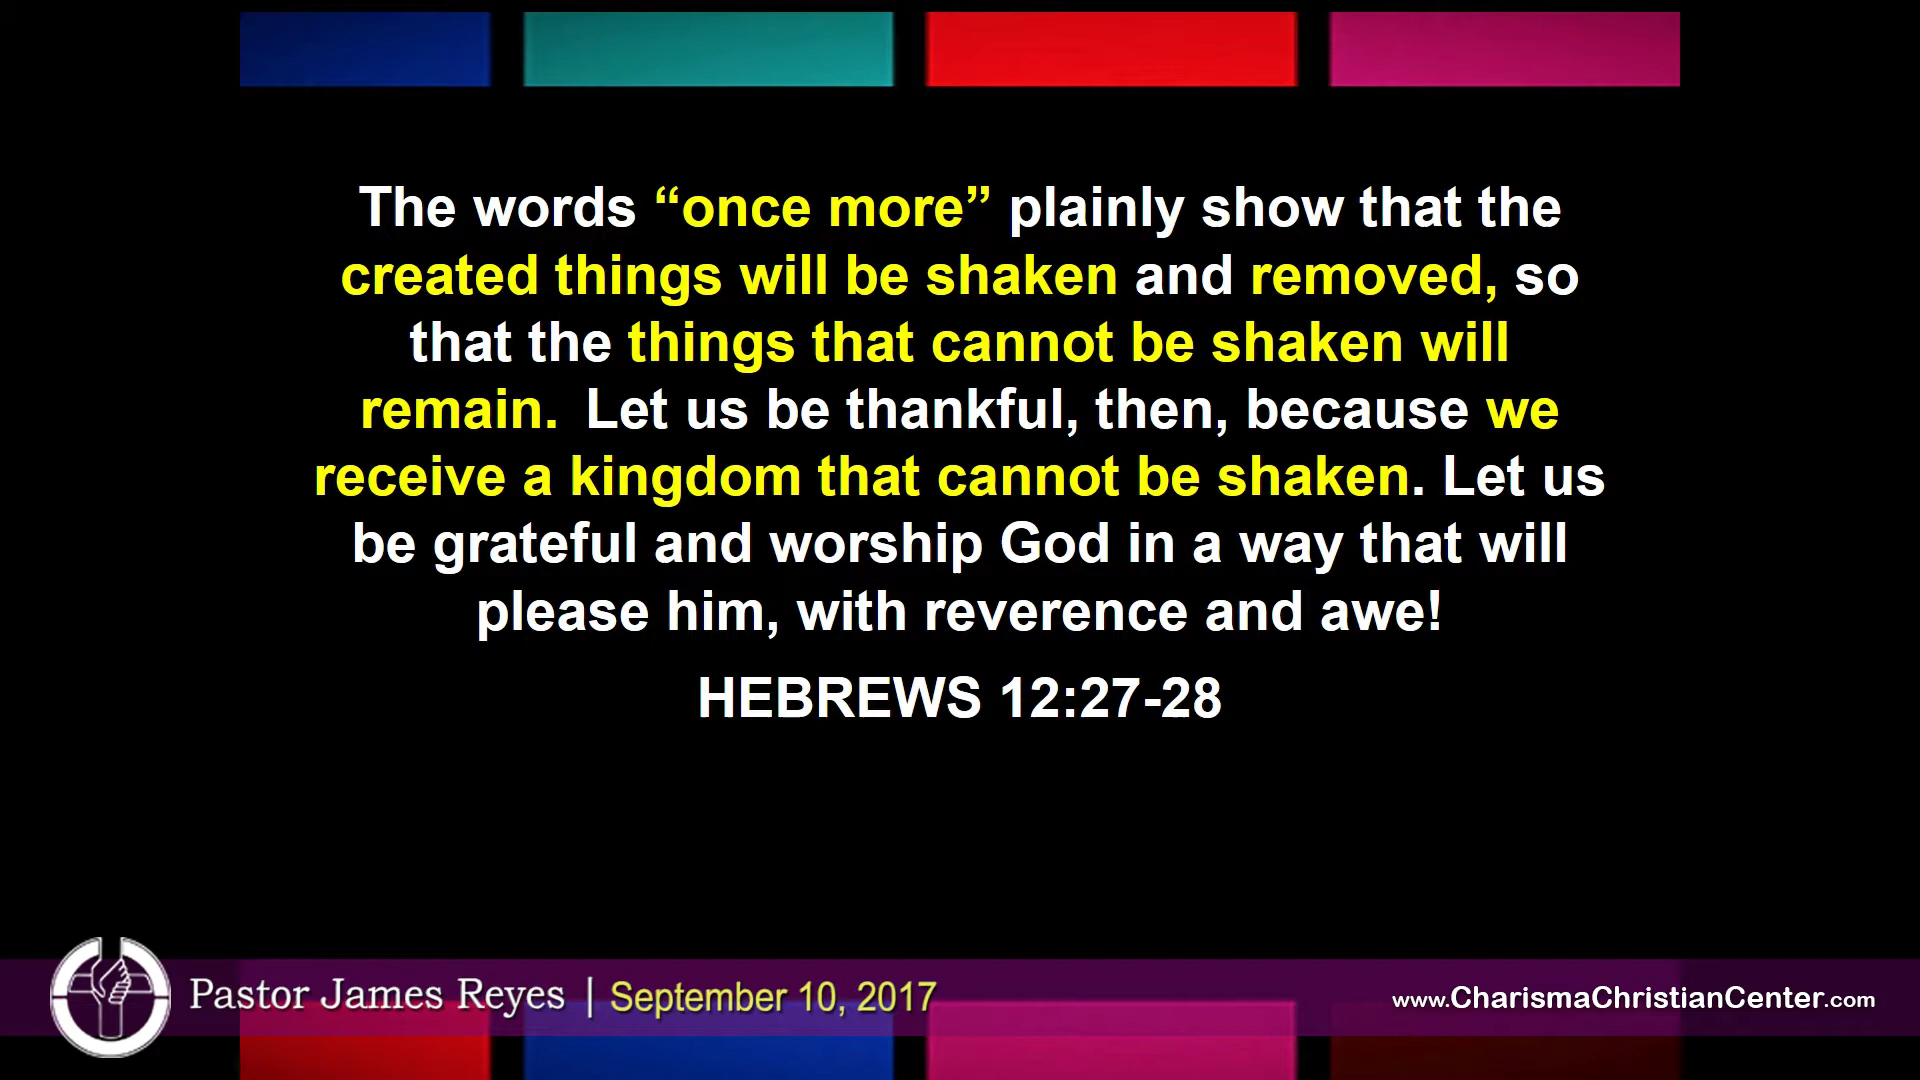 The words “once more” plainly show that the
created things will be shaken and removed, so
that the things that cannot be shaken will
remain.  Let us be thankful, then, because we
receive a kingdom that cannot be shaken. Let us
be grateful and worship God in a way that will
please him, with reverence and awe!
HEBREWS 12:27-28
Pastor James Reyes | September 10, 2017
www.CharismaChristianCenter.com